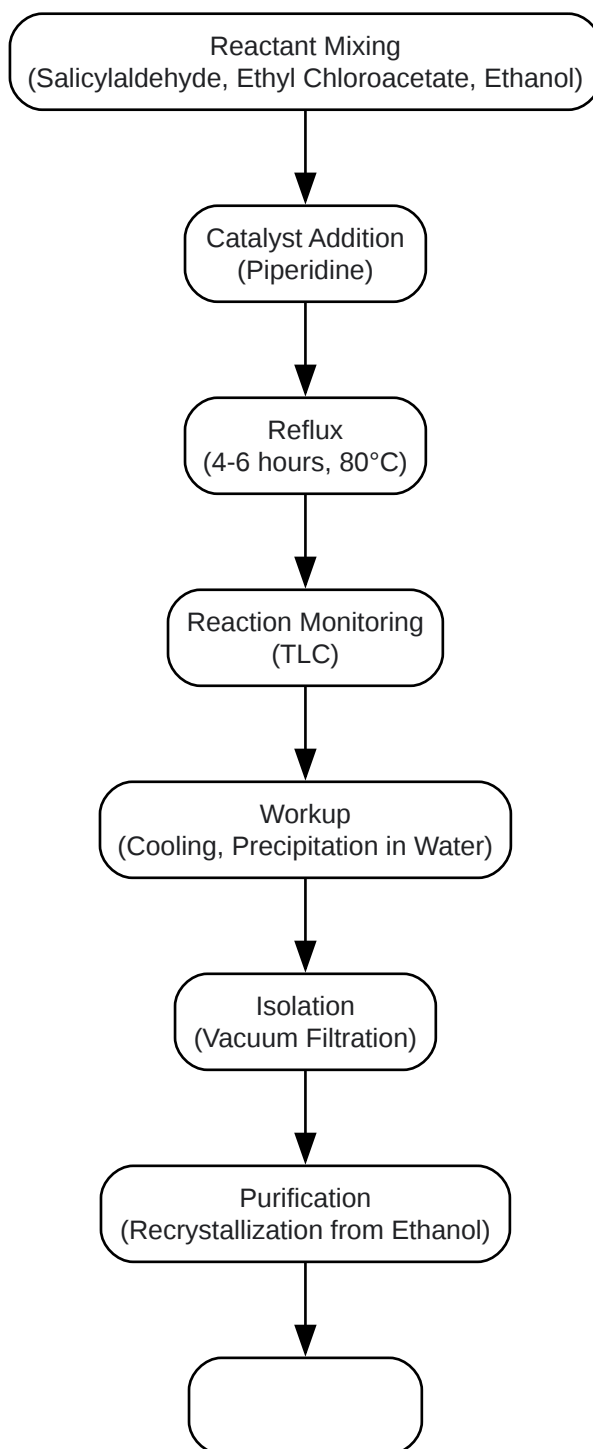 Reactant Mixing
(Salicylaldehyde, Ethyl Chloroacetate, Ethanol)
Catalyst Addition
(Piperidine)
Reflux
(4-6 hours, 80°C)
Reaction Monitoring
(TLC)
Workup
(Cooling, Precipitation in Water)
Isolation
(Vacuum Filtration)
Purification
(Recrystallization from Ethanol)